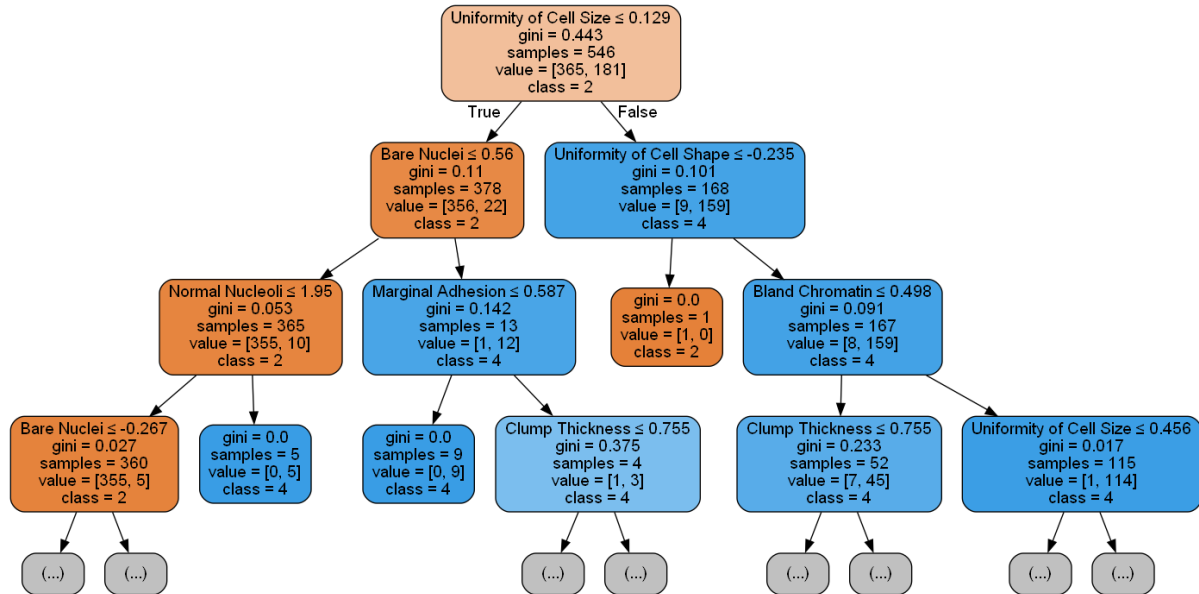 Uniformity of Cell Size ≤ 0.129
gini = 0.443
samples = 546
value = [365, 181]
class = 2
True
False
Bare Nuclei ≤ 0.56
gini = 0.11
samples = 378
value = [356, 22]
class = 2
Uniformity of Cell Shape ≤ -0.235
gini = 0.101
samples = 168
value = [9, 159]
class = 4
Normal Nucleoli ≤ 1.95
gini = 0.053
samples = 365
value = [355, 10]
class = 2
Marginal Adhesion ≤ 0.587
gini = 0.142
samples = 13
value = [1, 12]
class = 4
gini = 0.0
samples = 1
value = [1, 0]
class = 2
Bland Chromatin ≤ 0.498
gini = 0.091
samples = 167
value = [8, 159]
class = 4
Bare Nuclei ≤ -0.267
gini = 0.027
samples = 360
value = [355, 5]
class = 2
gini = 0.0
samples = 5
value = [0, 5]
class = 4
gini = 0.0
samples = 9
value = [0, 9]
class = 4
Clump Thickness ≤ 0.755
gini = 0.375
samples = 4
value = [1, 3]
class = 4
Clump Thickness ≤ 0.755
gini = 0.233
samples = 52
value = [7, 45]
class = 4
Uniformity of Cell Size ≤ 0.456
gini = 0.017
samples = 115
value = [1, 114]
class = 4
(...)
(...)
(...)
(...)
(...)
(...)
(...)
(...)